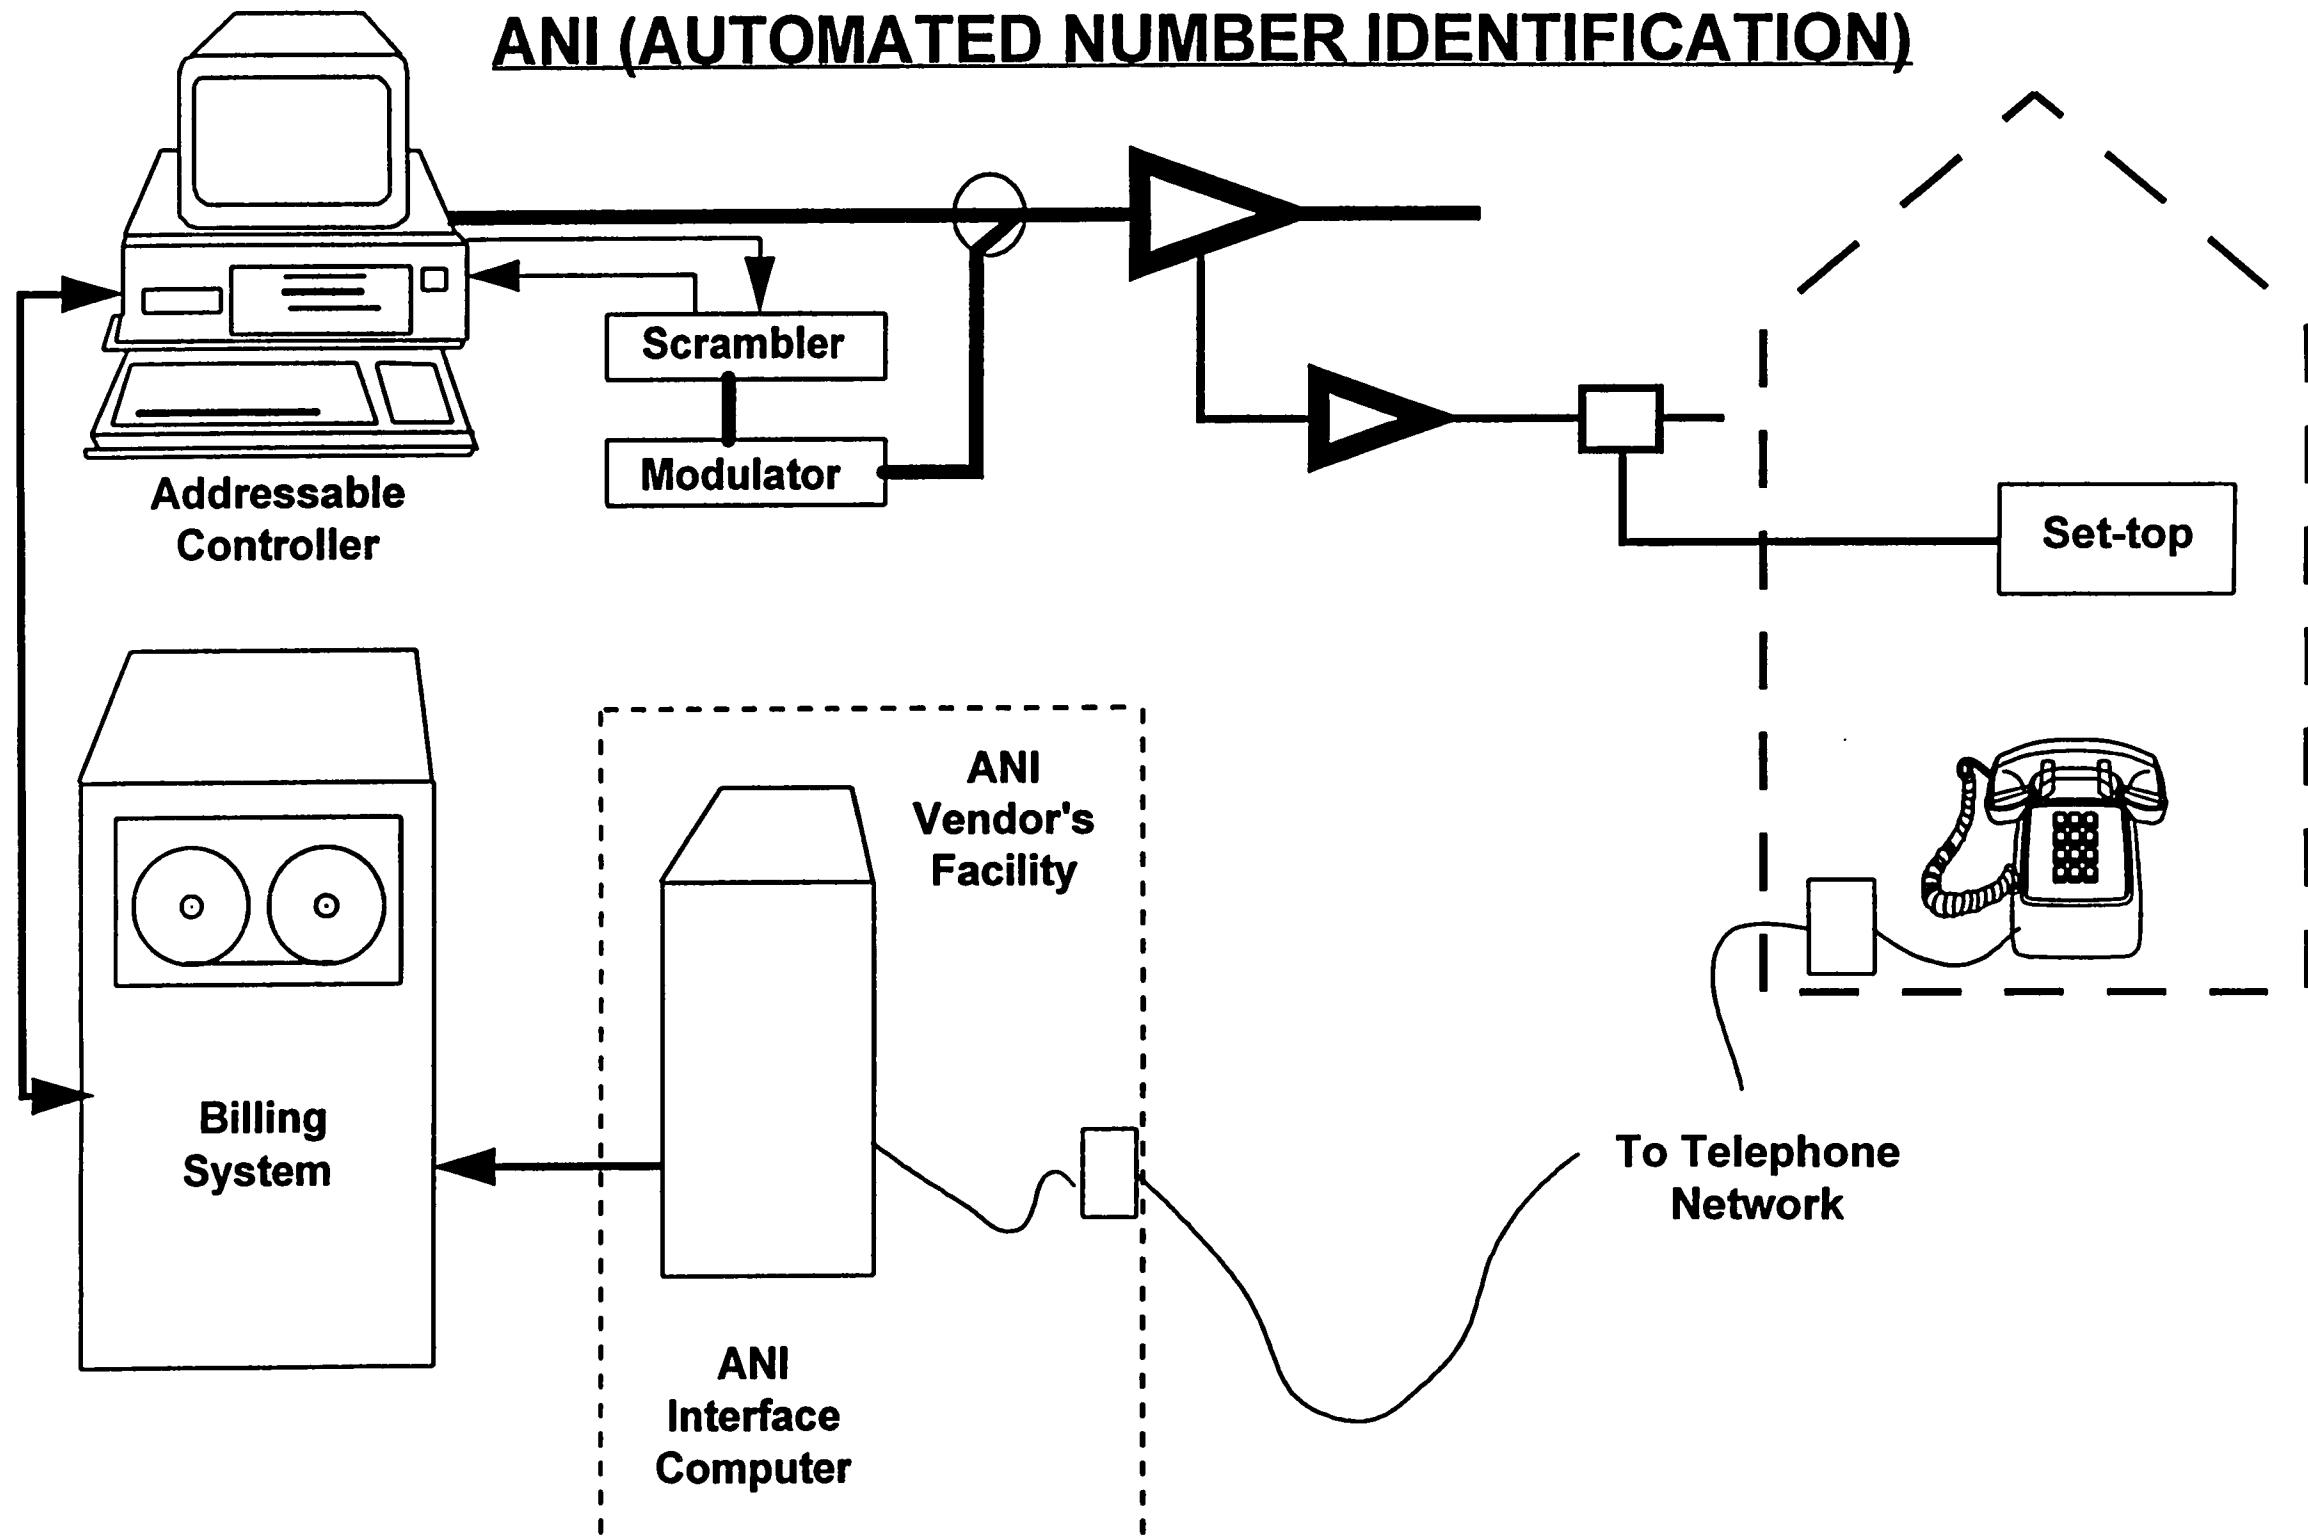 ANI (AUTOMATED NUMBER IDENTIFICATION)
Scrambler
Modulator
Addressable
Controller
Set-top
ANI
Vendor's
Facility
Billing
System
To Telephone
Network
ANI
Interface
Computer